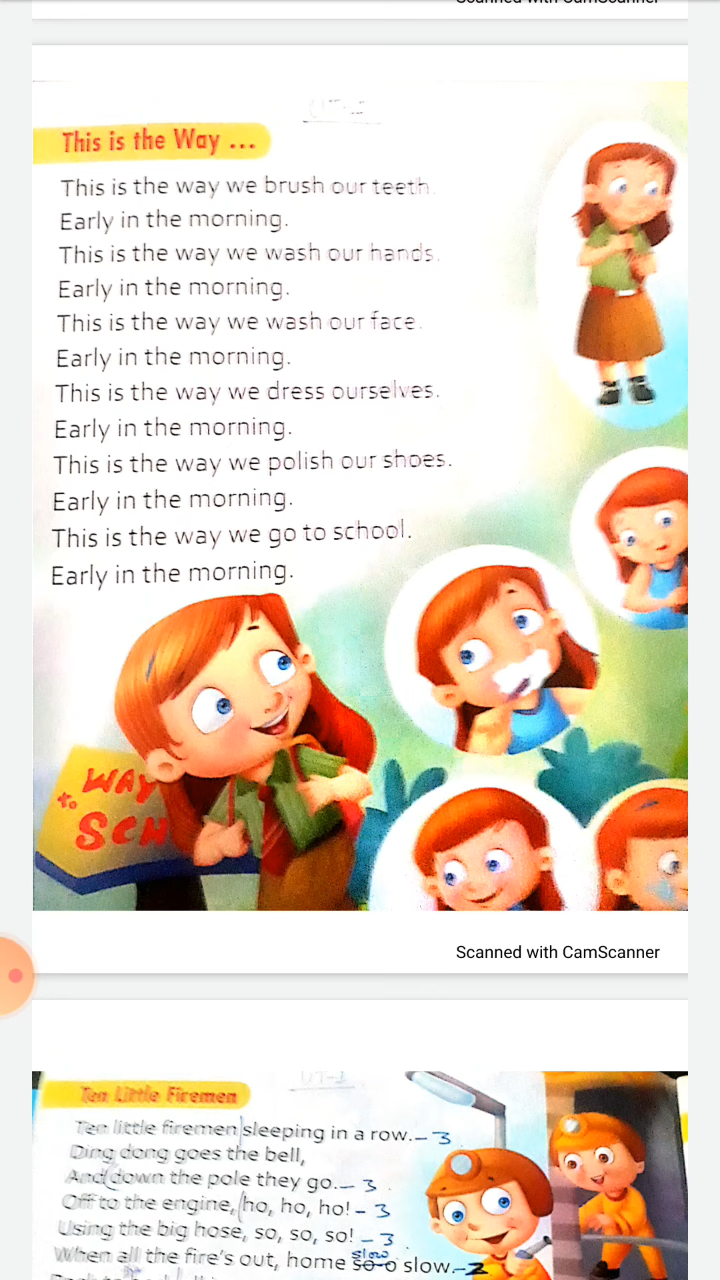 This is the Way ...
This is the way we brush our teeth.
Early in the morning.
This is the way we wash our hands.
Early in the morning.
This is the way we wash our face.
Early in the morning.
This is the way we dress ourselves.
Early in the morning.
This is the way we polish our shoes.
Early in the morning.
This is the way we go to school.
Early in the morning.
WAY
to
SCH
Scanned with CamScanner
Ten Little Firemen
Ten little firemen sleeping in a row. - 3
Ding dong goes the bell,
And down the pole they go. - 3
Off to the engine, ho, ho, ho! - 3
Using the big hose, so, so, so! - 3
slow
When all the fire's out, home so-o slow. - 2